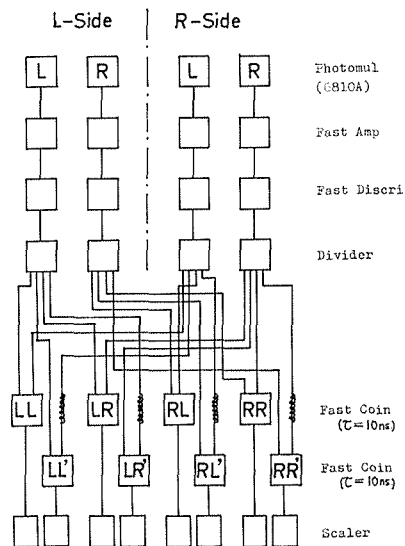 L-Side R-Side
L R L R Photomul
(6810A)
Fast Amp
Fast Discri
Divider
LL LR RL RR Fast Coin
(τ=10ns)
LL' LR' RL' RR' Fast Coin
(τ=10ns)
Scaler